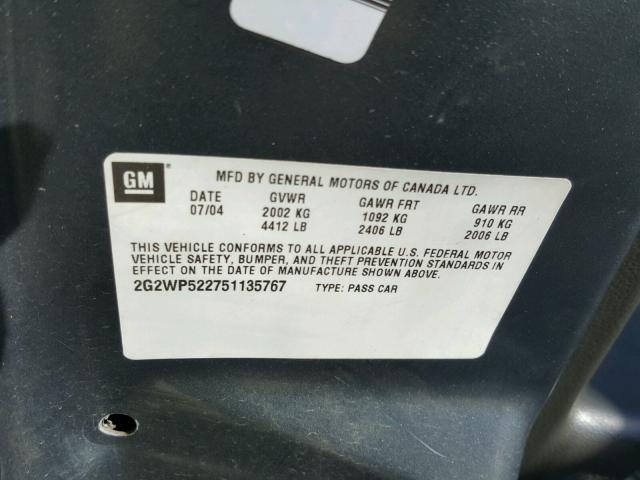 GM
MFD BY GENERAL MOTORS OF CANADA LTD.
DATE GVWR GAWR FRT GAWR RR
07/04 2002 KG 1092 KG 910 KG
4412 LB 2406 LB 2006 LB
THIS VEHICLE CONFORMS TO ALL APPLICABLE U.S. FEDERAL MOTOR
VEHICLE SAFETY, BUMPER, AND THEFT PREVENTION STANDARDS IN
EFFECT ON THE DATE OF MANUFACTURE SHOWN ABOVE.
2G2WP522751135767 TYPE: PASS CAR